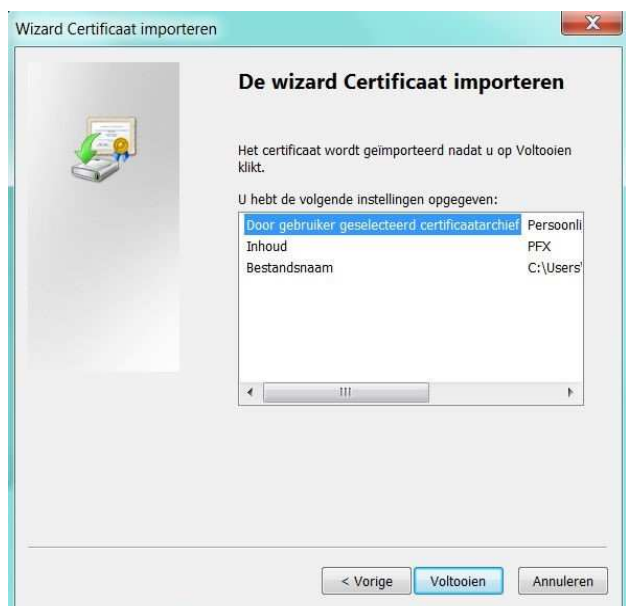 Wizard Certificaat importeren
De wizard Certificaat importeren
Het certificaat wordt geïmporteerd nadat u op Voltooien
klikt.
U hebt de volgende instellingen opgegeven:
Door gebruiker geselecteerd certificaatarchief Persoonli
Inhoud PFX
Bestandsnaam C:\Users'
< Vorige Voltooien Annuleren